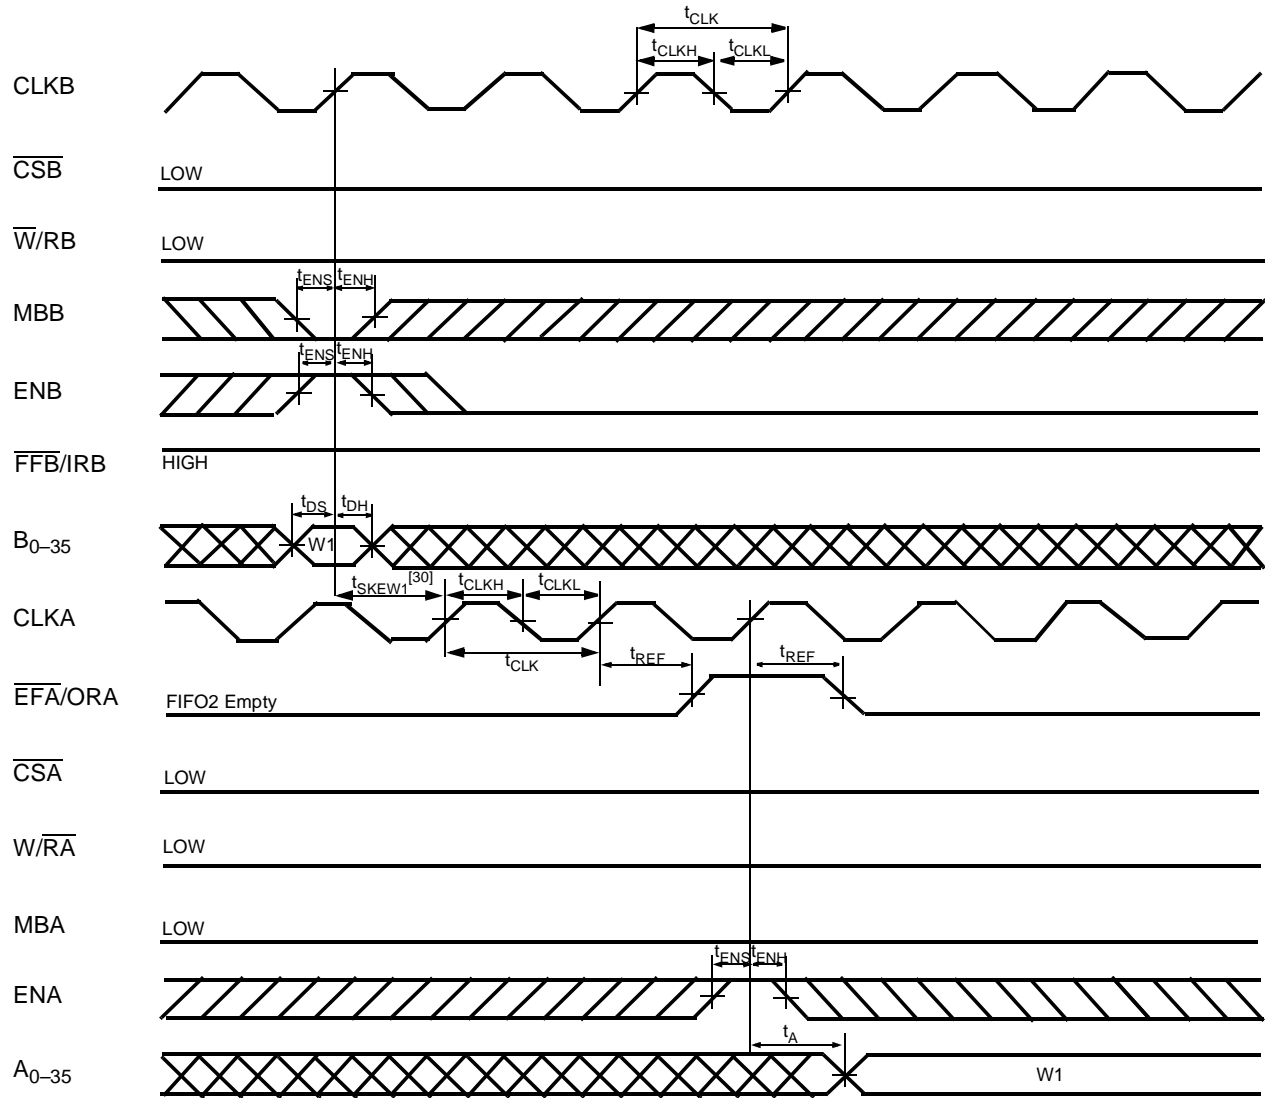 tCLK
tCLKH tCLKL
CLKB
CSB LOW
W/RB LOW
tENS tENH
MBB
tENS tENH
ENB
FFB/IRB HIGH
tDS tDH
B0–35 W1
tSKEW1[30] tCLKH tCLKL
CLKA
tCLK tREF tREF
EFA/ORA FIFO2 Empty
CSA LOW
W/RA LOW
MBA LOW
tENS tENH
ENA
tA
A0–35 W1